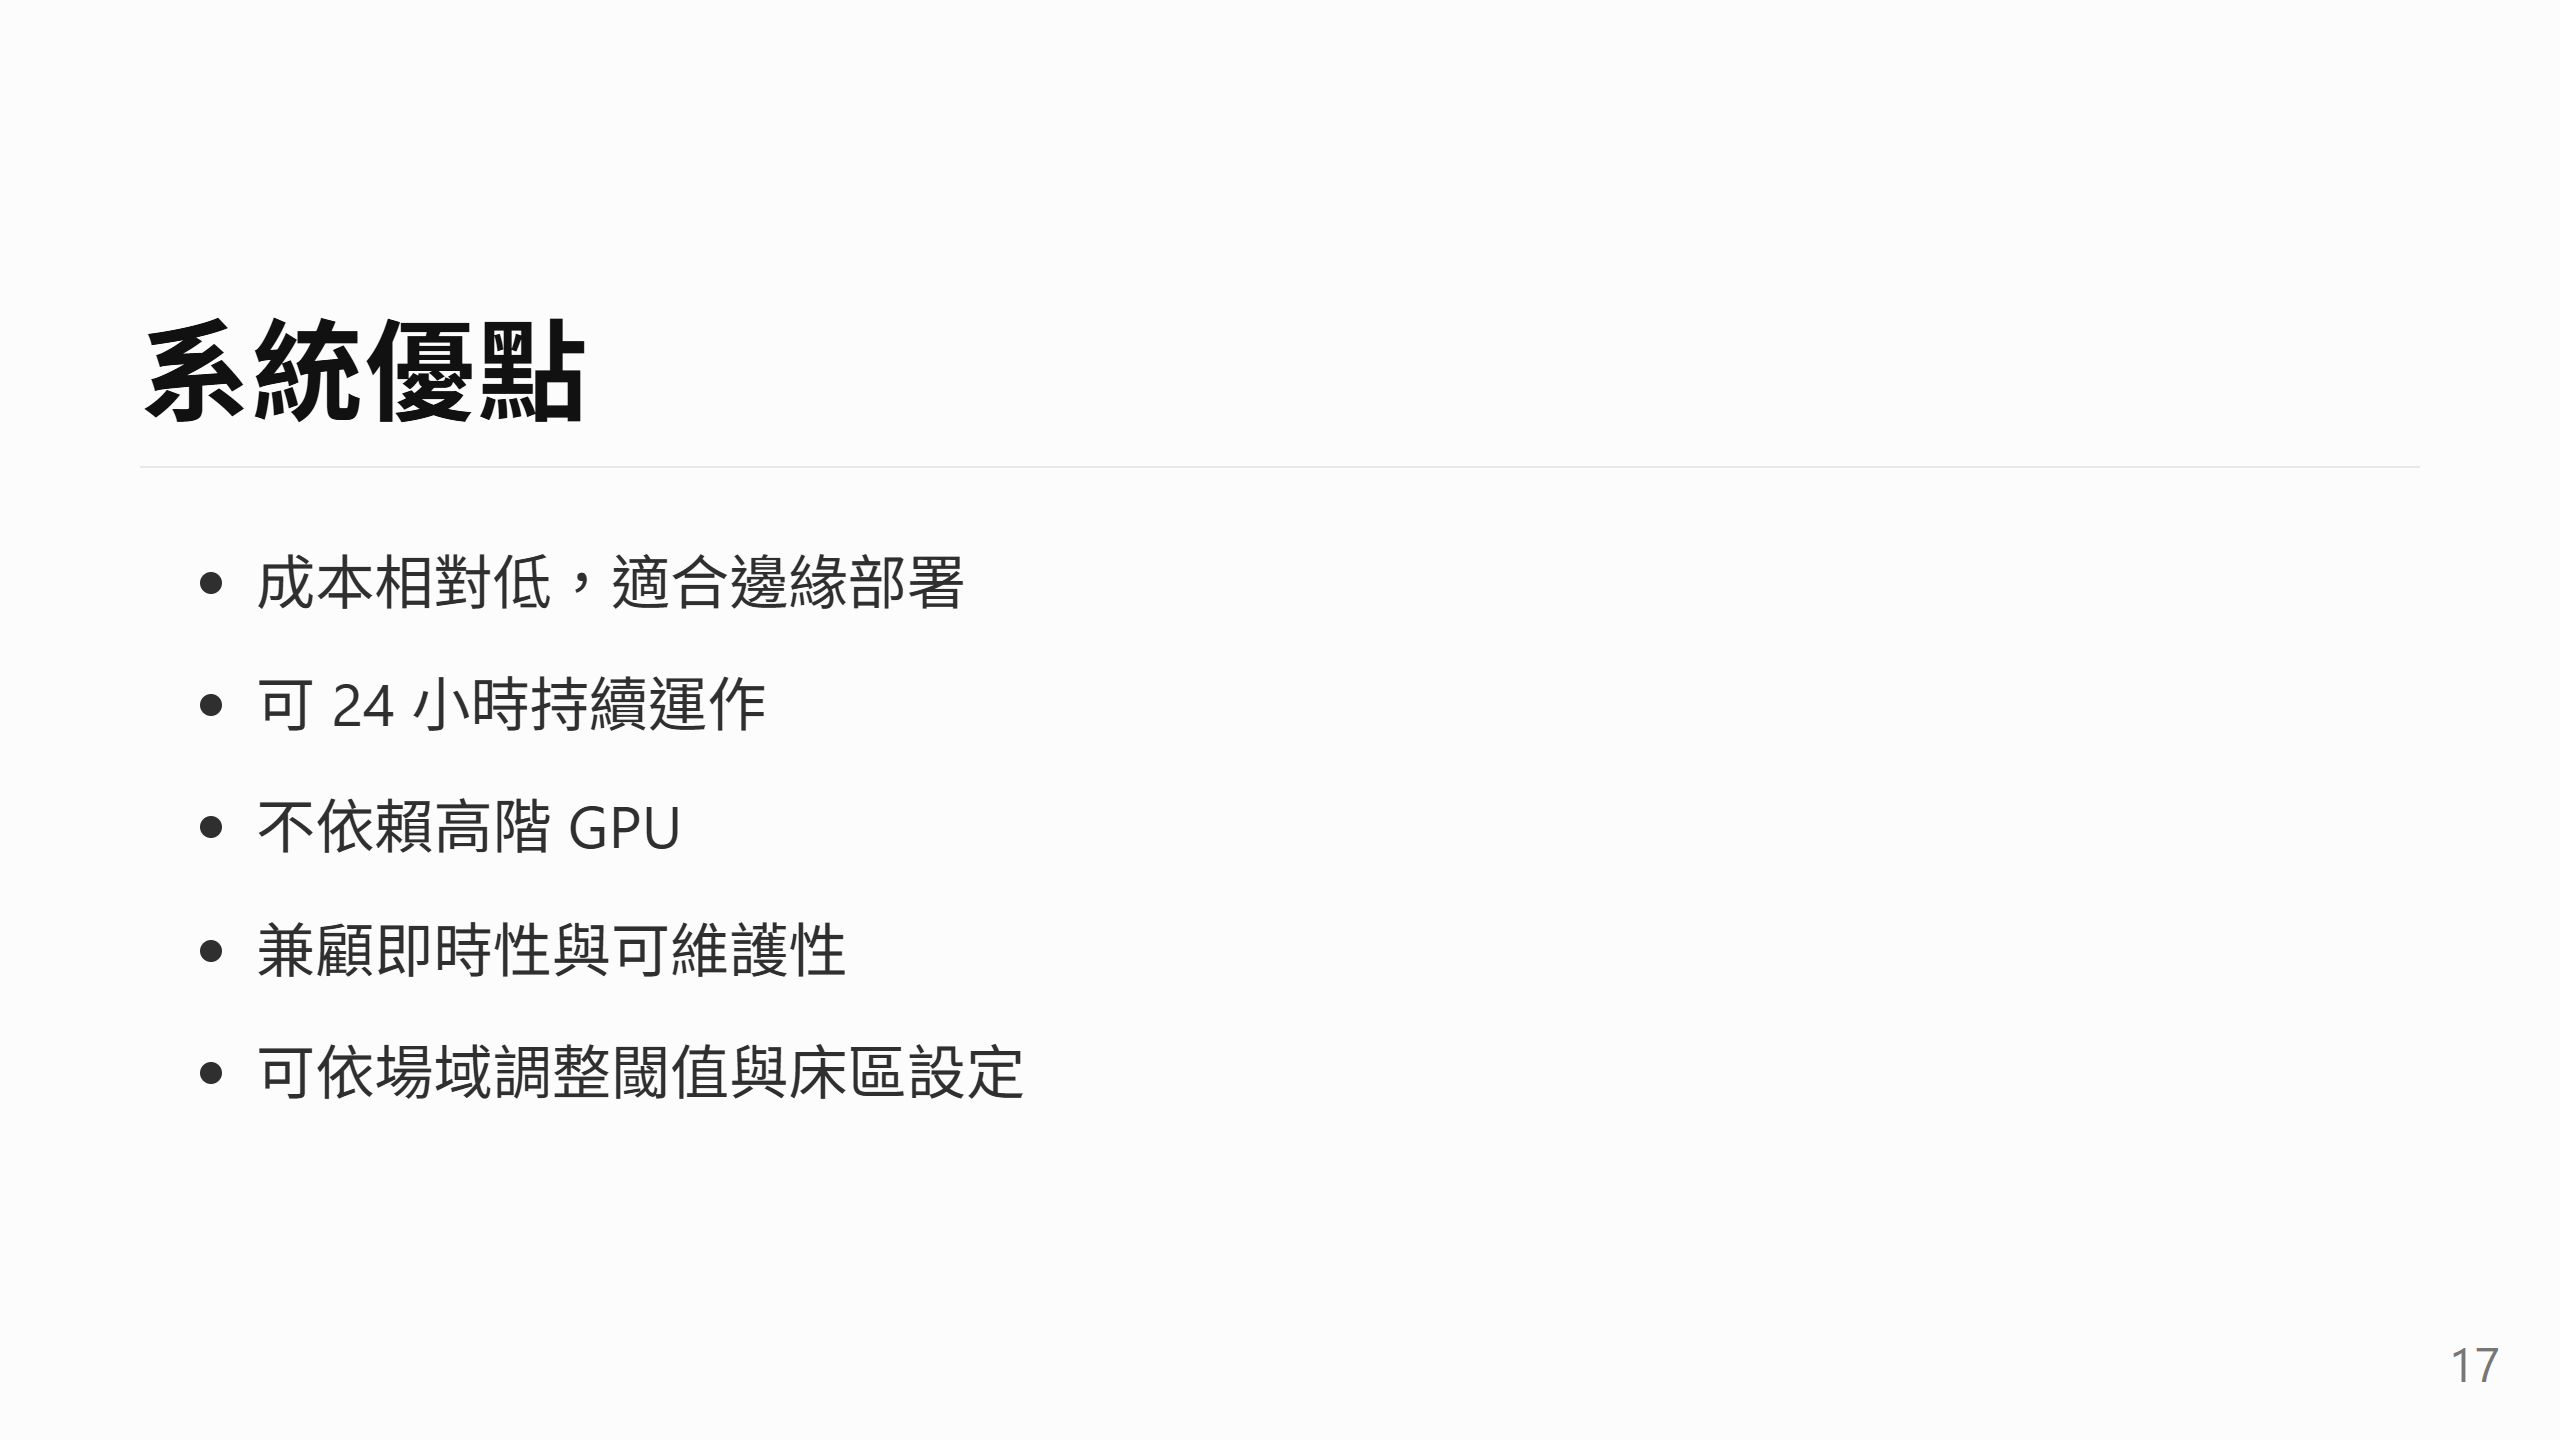 系統優點
• 成本相對低，適合邊緣部署
• 可 24 小時持續運作
• 不依賴高階 GPU
• 兼顧即時性與可維護性
• 可依場域調整閾值與床區設定
17